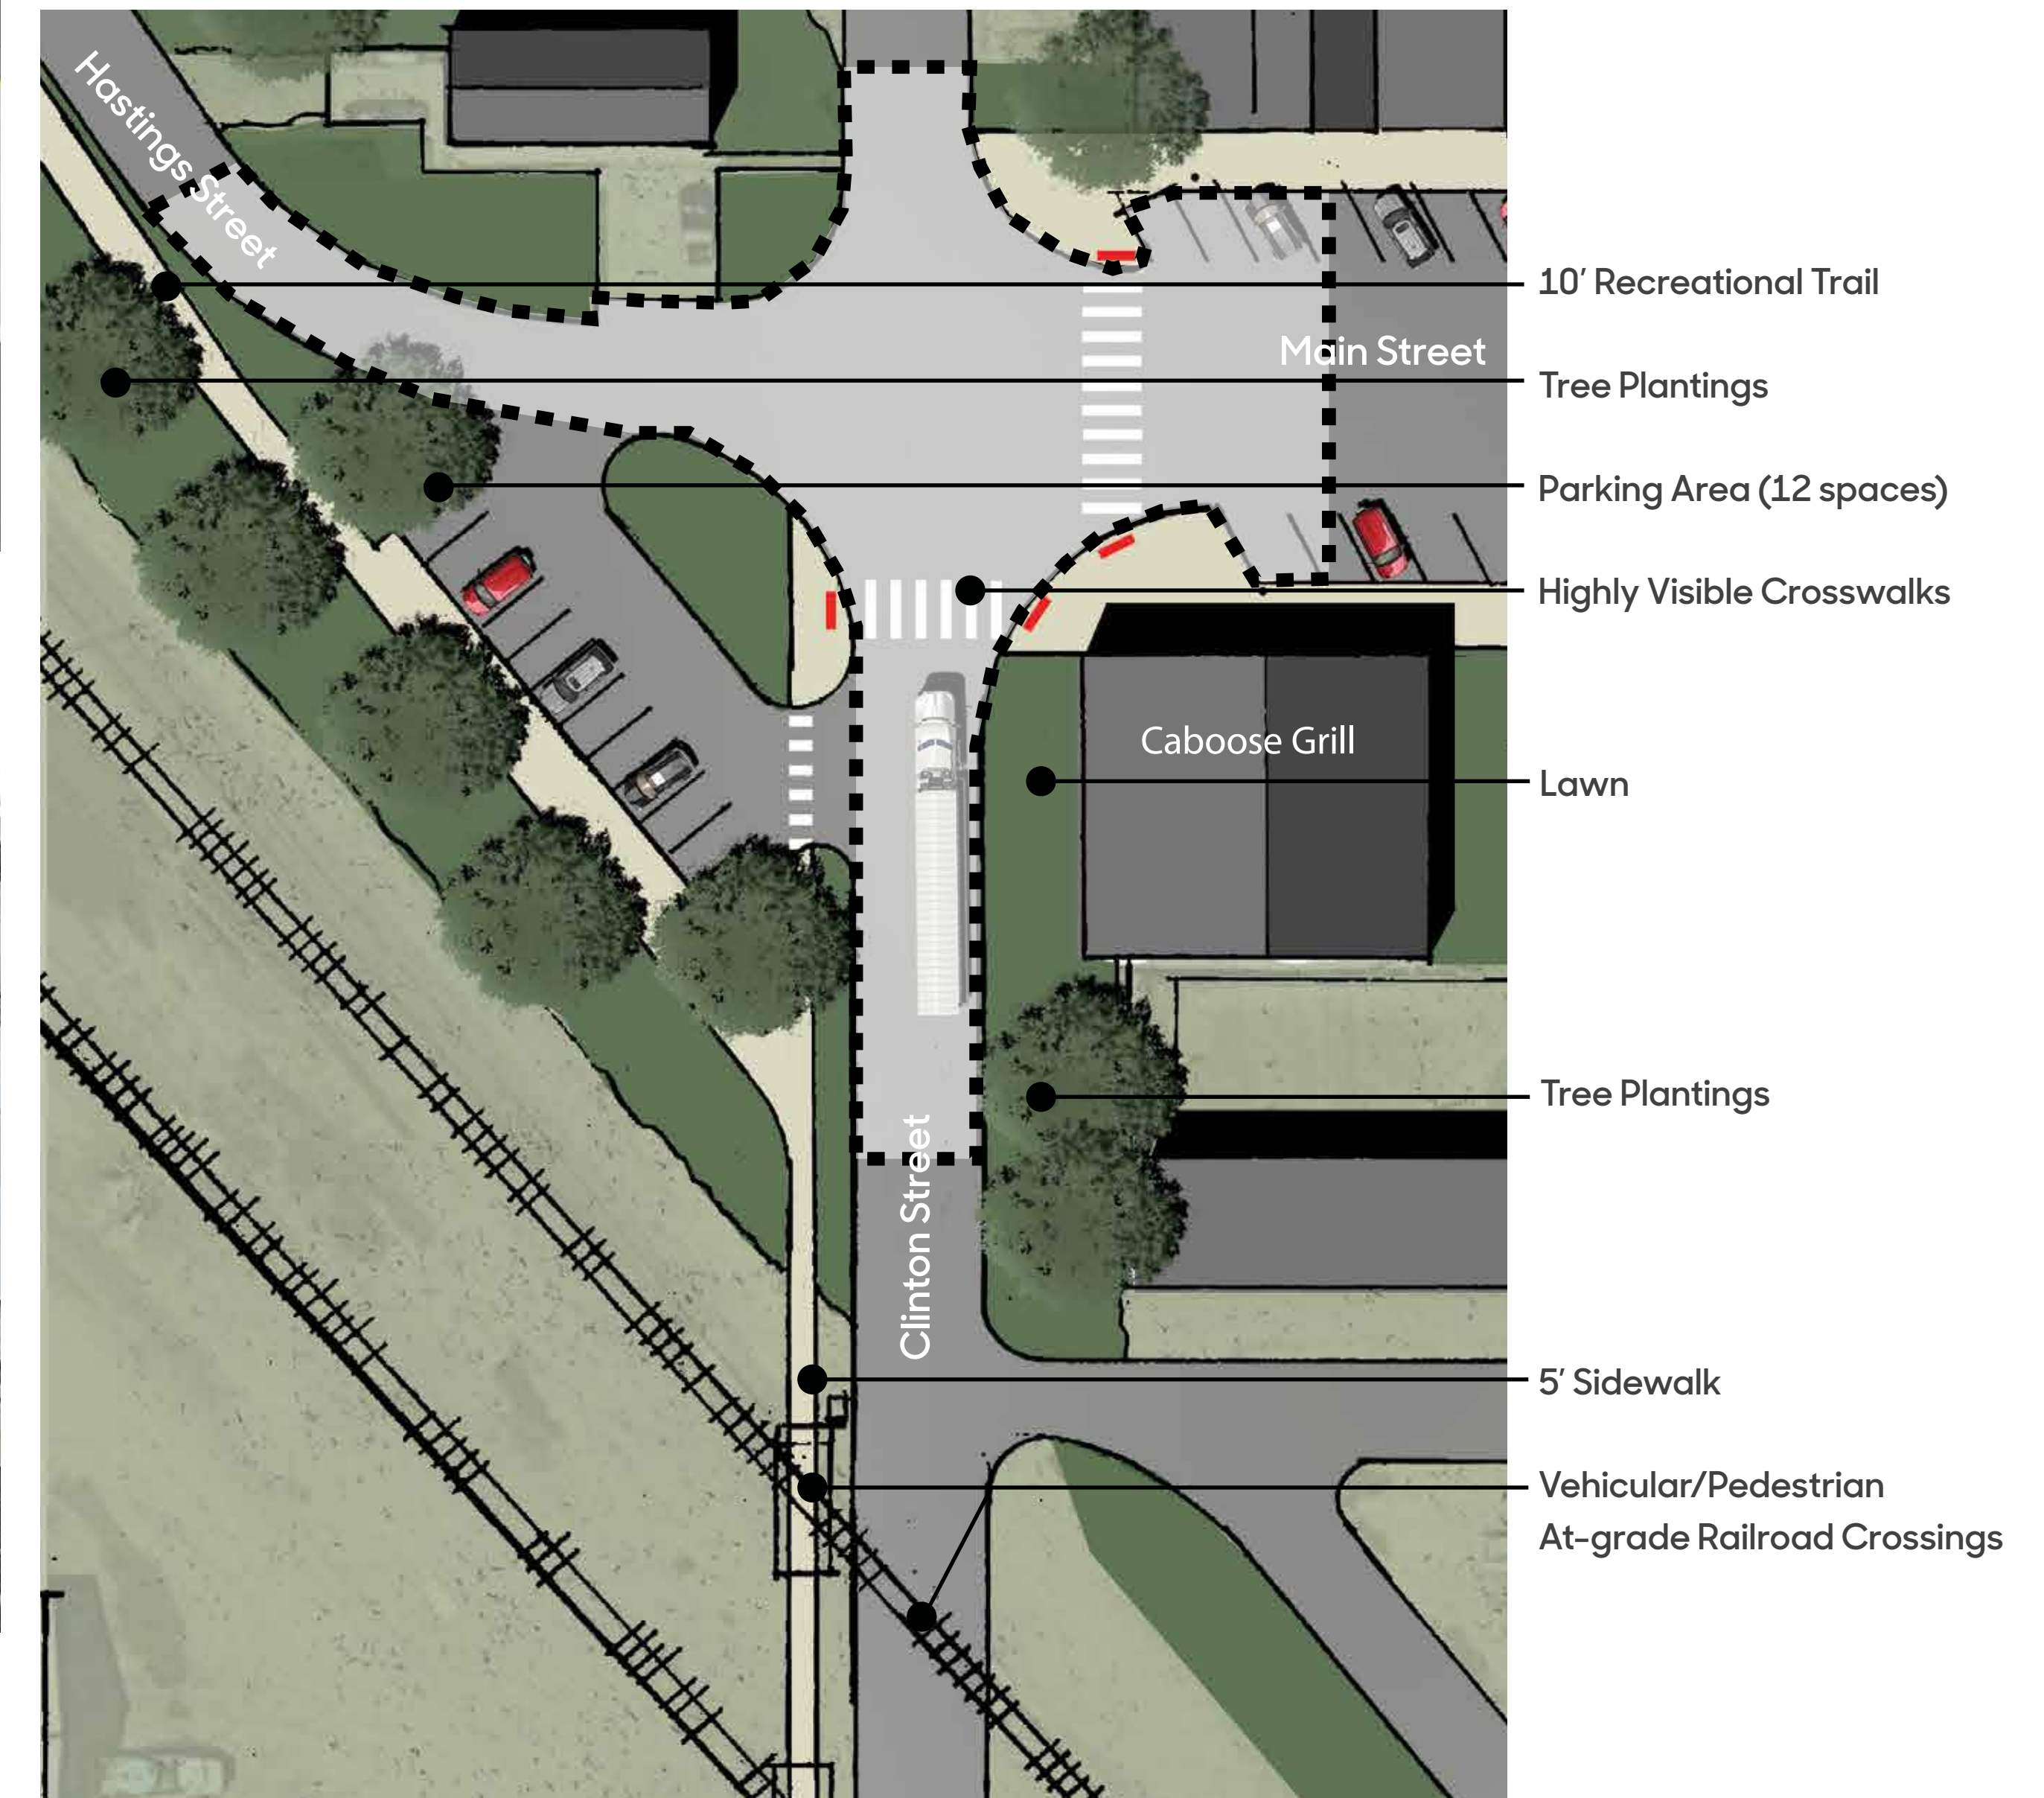 Hastings Street
10’ Recreational Trail
Main Street
Tree Plantings
Parking Area (12 spaces)
Highly Visible Crosswalks
Caboose Grill
Lawn
Tree Plantings
Clinton Street
5’ Sidewalk
Vehicular/Pedestrian
At-grade Railroad Crossings